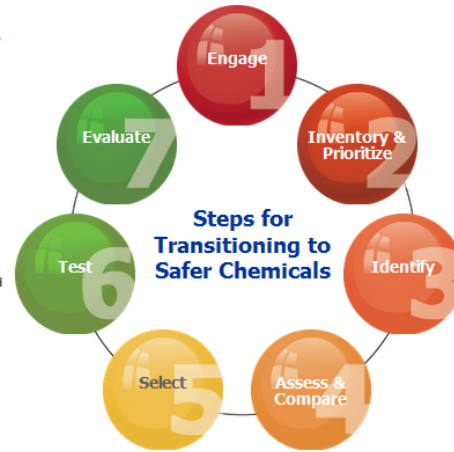 Engage
1
Inventory &
Prioritize
2
Identify
3
Assess &
Compare
4
Select
5
Test
6
Evaluate
7
Steps for
Transitioning to
Safer Chemicals